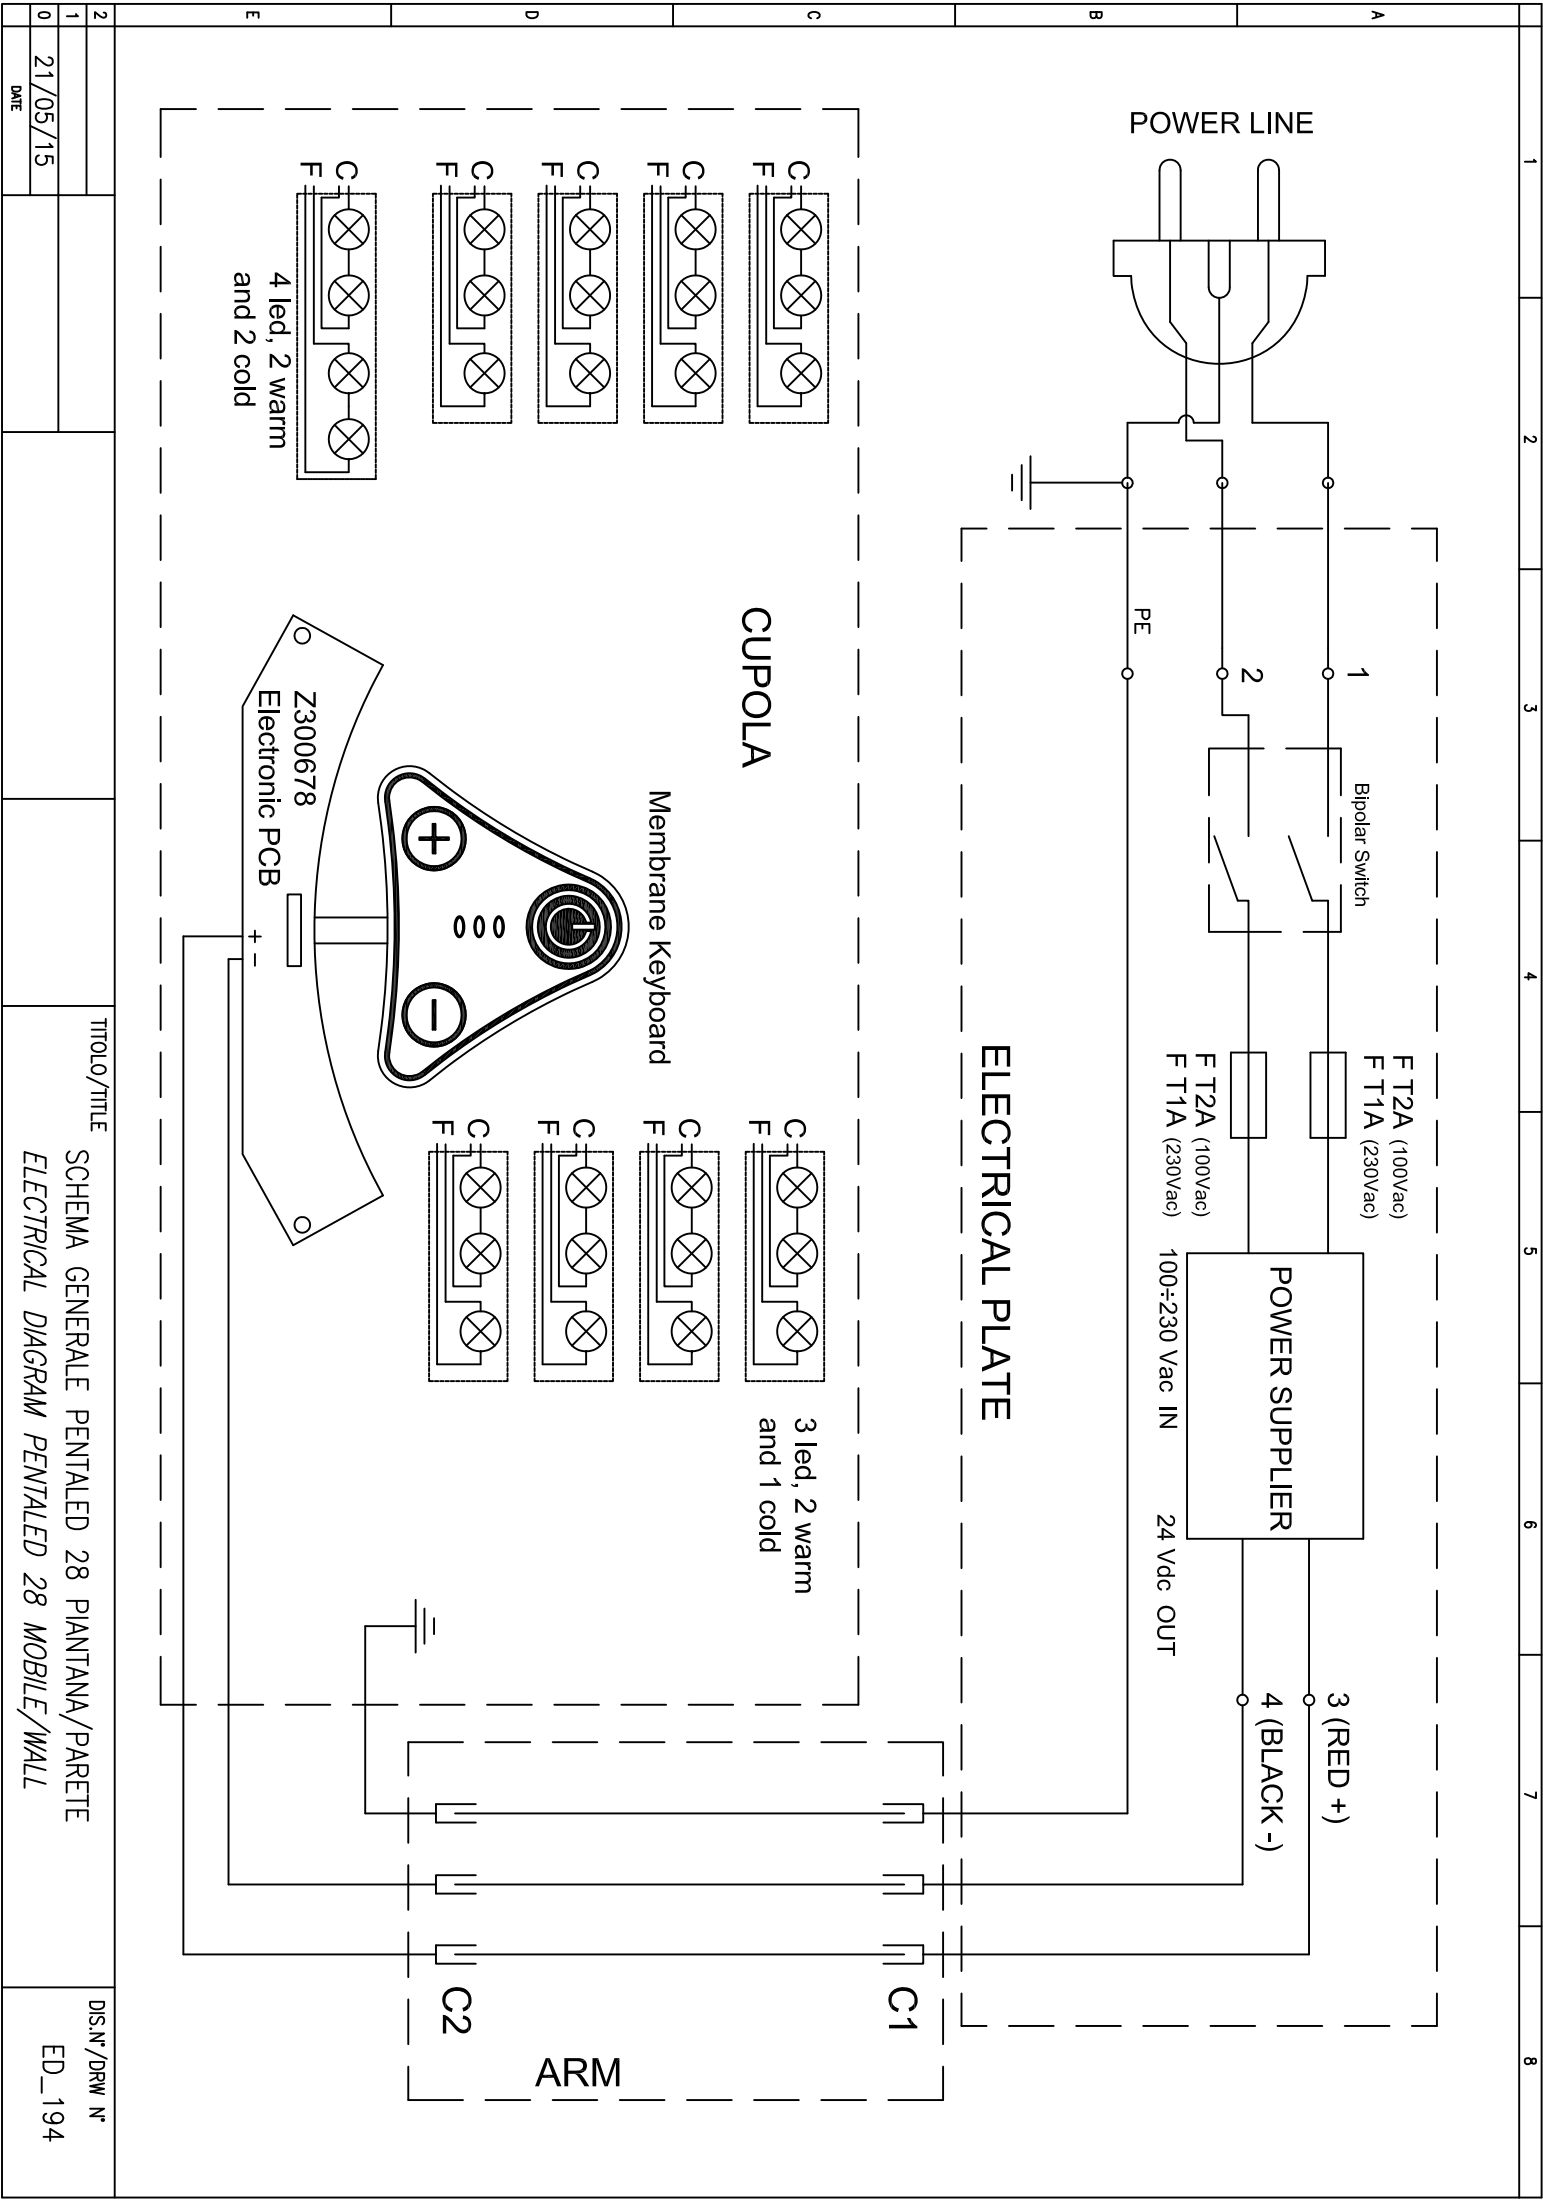 1
2
3
4
5
6
7
8
A
B
C
D
E
POWER LINE
PE
1
2
Bipolar Switch
F T2A (100Vac)
F T1A (230Vac)
F T2A (100Vac)
F T1A (230Vac)
POWER SUPPLIER
100÷230 Vac IN
24 Vdc OUT
3 (RED +)
4 (BLACK -)
ELECTRICAL PLATE
C1
C2
ARM
CUPOLA
C
F
C
F
C
F
C
F
C
F
4 led, 2 warm
and 2 cold
Membrane Keyboard
Z300678
Electronic PCB
+ -
C
F
C
F
C
F
C
F
3 led, 2 warm
and 1 cold
2
1
0
21/05/15
DATE
TITOLO/TITLE
SCHEMA GENERALE PENTALED 28 PIANTANA/PARETE
ELECTRICAL DIAGRAM PENTALED 28 MOBILE/WALL
DIS.N°/DRW N°
ED_194